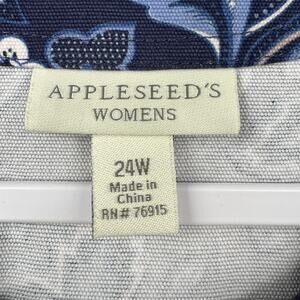 APPLESEED'S
WOMENS
24W
Made in
China
RN# 76915